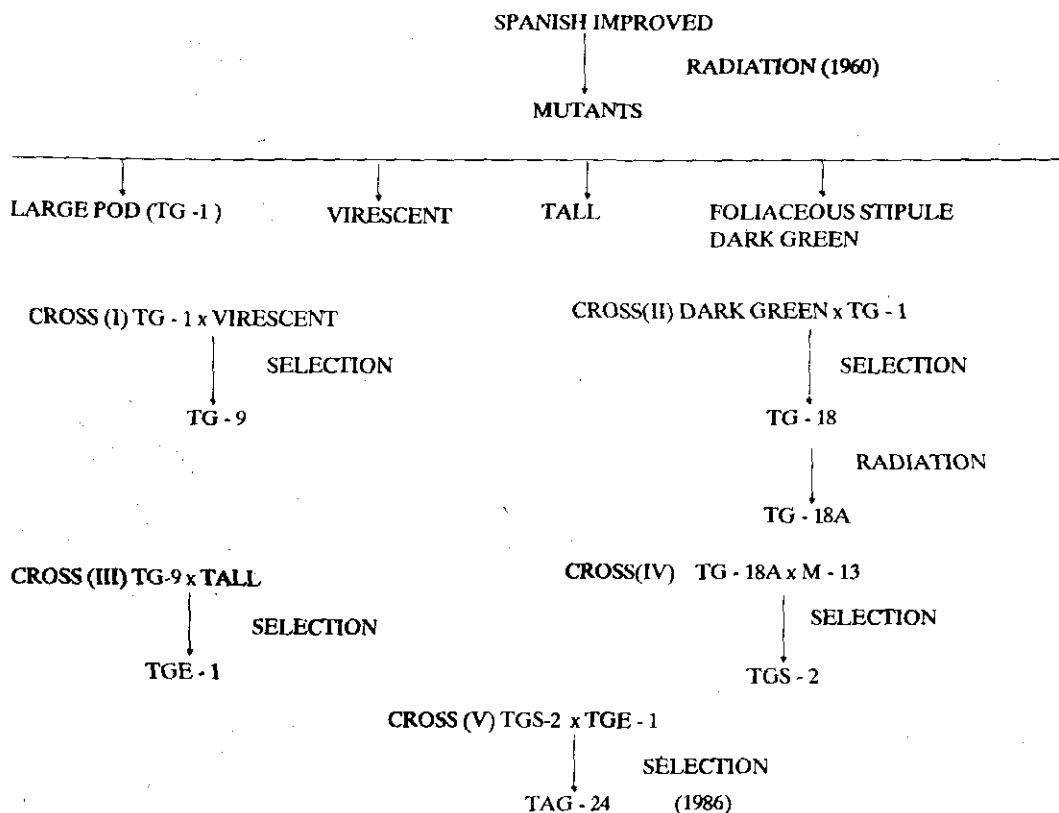 SPANISH IMPROVED
RADIATION (1960)
MUTANTS
LARGE POD (TG -1 )
VIRESCENT
TALL
FOLIACEOUS STIPULE
DARK GREEN
CROSS (I) TG - 1 x VIRESCENT
SELECTION
TG - 9
CROSS(II) DARK GREEN x TG - 1
SELECTION
TG - 18
RADIATION
TG - 18A
CROSS (III) TG-9 x TALL
SELECTION
TGE - 1
CROSS(IV) TG - 18A x M - 13
SELECTION
TGS - 2
CROSS (V) TGS-2 x TGE - 1
SELECTION
(1986)
TAG - 24